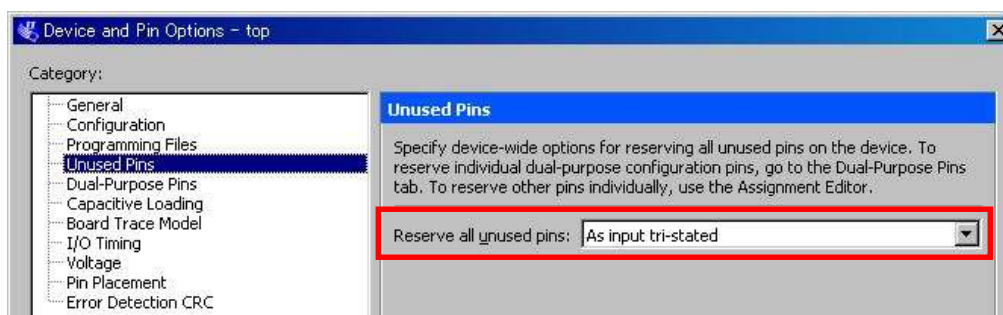 Device and Pin Options - top
Category:
General
Configuration
Programming Files
Unused Pins
Dual-Purpose Pins
Capacitive Loading
Board Trace Model
I/O Timing
Voltage
Pin Placement
Error Detection CRC
Unused Pins
Specify device-wide options for reserving all unused pins on the device. To
reserve individual dual-purpose configuration pins, go to the Dual-Purpose Pins
tab. To reserve other pins individually, use the Assignment Editor.
Reserve all unused pins: As input tri-stated